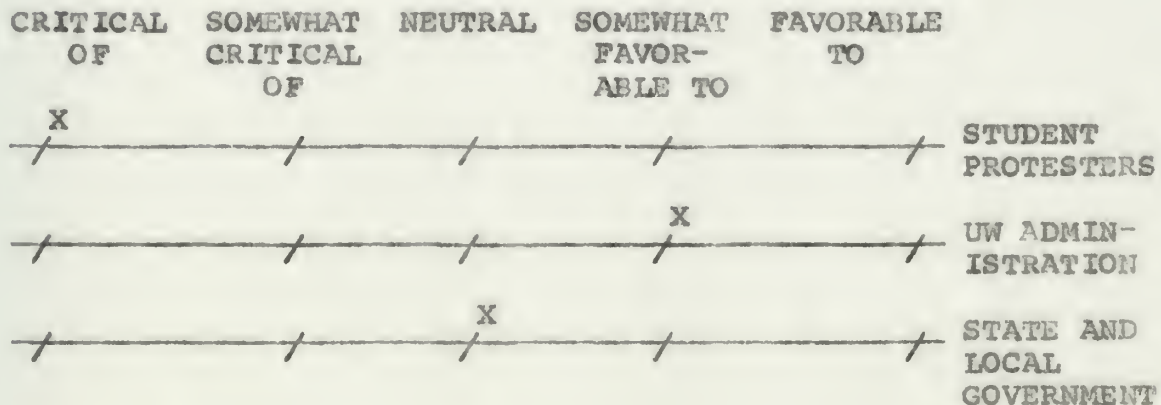 CRITICAL SOMEWHAT NEUTRAL SOMEWHAT FAVORABLE
OF CRITICAL FAVOR- TO
OF ABLE TO
X
STUDENT
PROTESTERS
X
UW ADMIN-
ISTRATION
X
STATE AND
LOCAL
GOVERNMENT